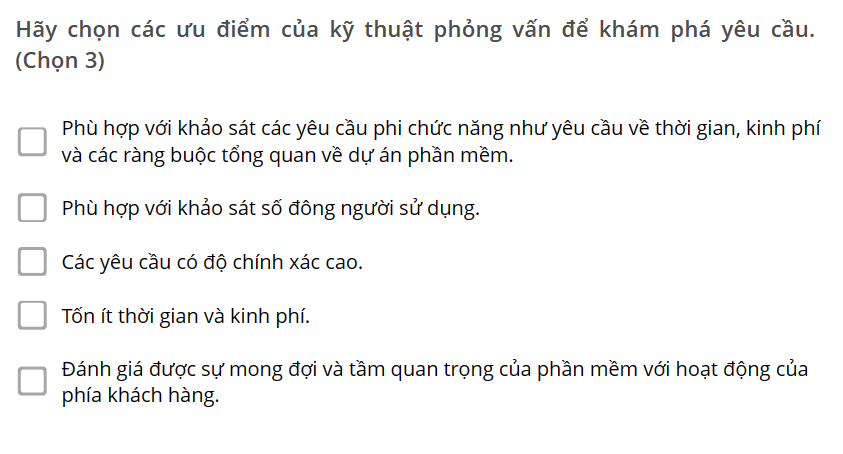 Hãy chọn các ưu điểm của kỹ thuật phỏng vấn để khám phá yêu cầu.
(Chọn 3)
Phù hợp với khảo sát các yêu cầu phi chức năng như yêu cầu về thời gian, kinh phí
và các ràng buộc tổng quan về dự án phần mềm.
Phù hợp với khảo sát số đông người sử dụng.
Các yêu cầu có độ chính xác cao.
Tốn ít thời gian và kinh phí.
Đánh giá được sự mong đợi và tầm quan trọng của phần mềm với hoạt động của
phía khách hàng.